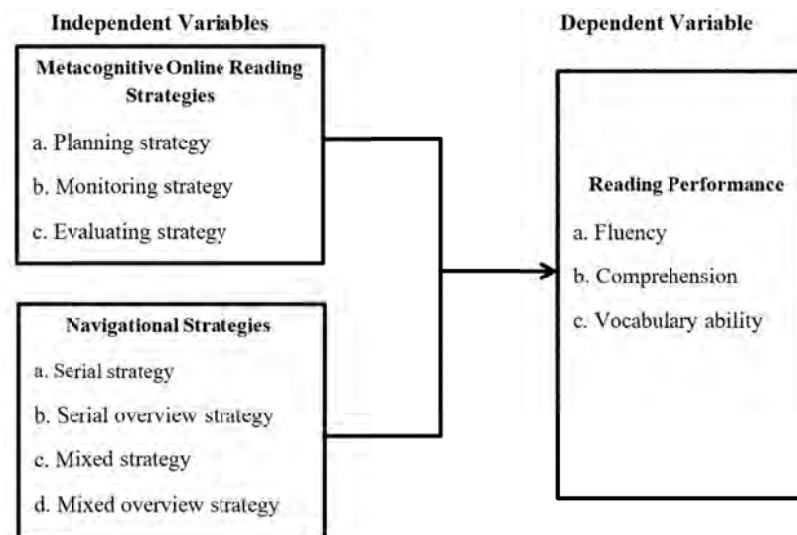 Independent Variables
Metacognitive Online Reading
Strategies
a. Planning strategy
b. Monitoring strategy
c. Evaluating strategy
Navigational Strategies
a. Serial strategy
b. Serial overview strategy
c. Mixed strategy
d. Mixed overview strategy
Dependent Variable
Reading Performance
a. Fluency
b. Comprehension
c. Vocabulary ability